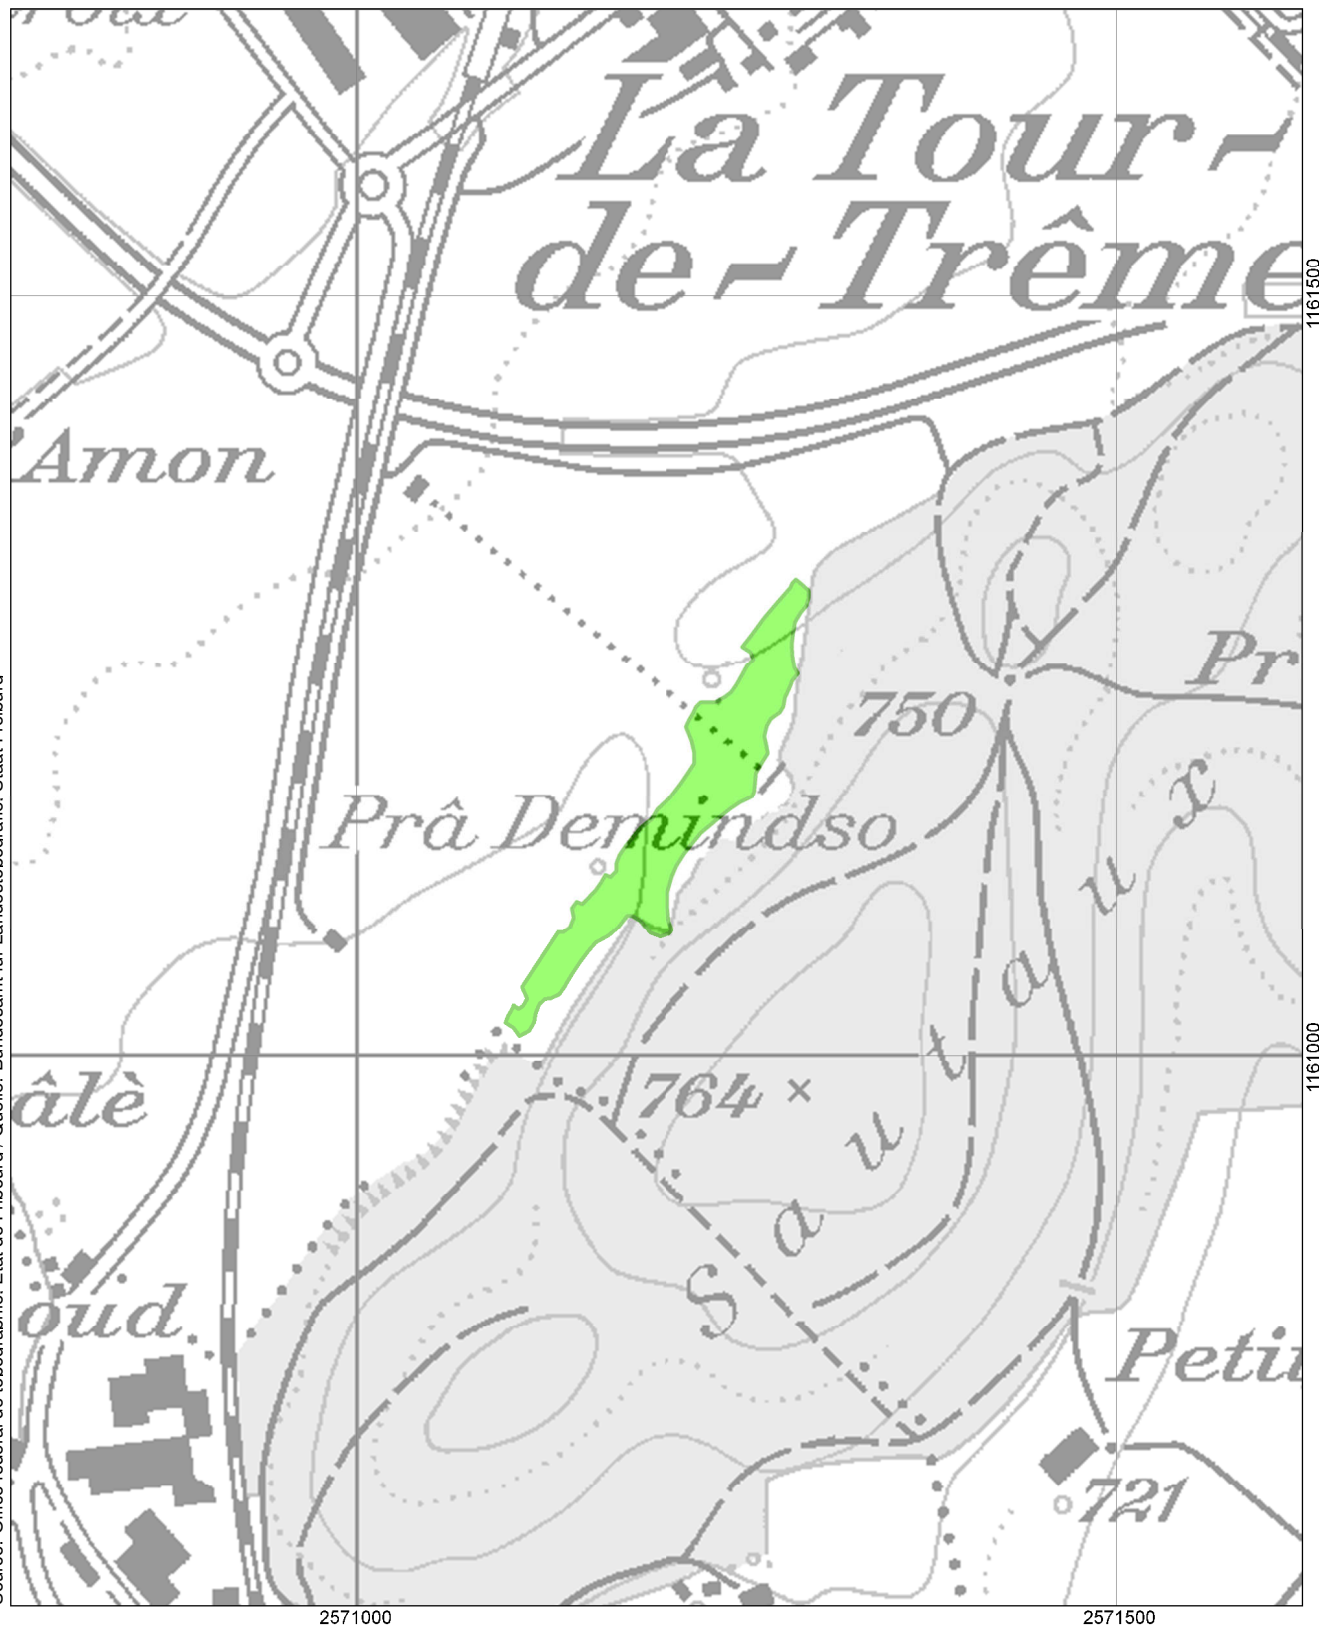 La Tour-
de-Trême
1161500
Amon
Pr
750
Prâ Demindso
Sautaux
1161000
âlè
764
oud
Petit
721
2571000
2571500